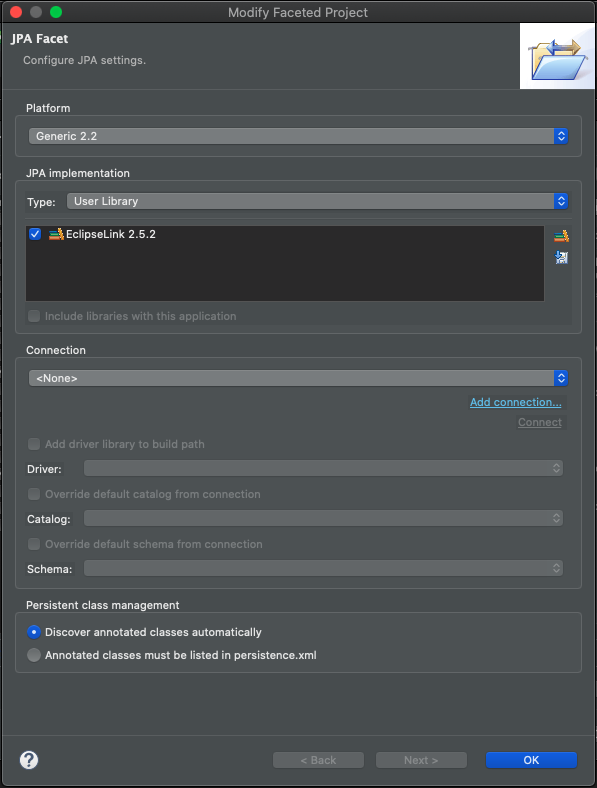 Modify Faceted Project
JPA Facet
Configure JPA settings.
Platform
Generic 2.2
JPA implementation
Type: User Library
EclipseLink 2.5.2
Include libraries with this application
Connection
<None>
Add connection...
Connect
Add driver library to build path
Driver:
Override default catalog from connection
Catalog:
Override default schema from connection
Schema:
Persistent class management
Discover annotated classes automatically
Annotated classes must be listed in persistence.xml
? < Back Next > OK